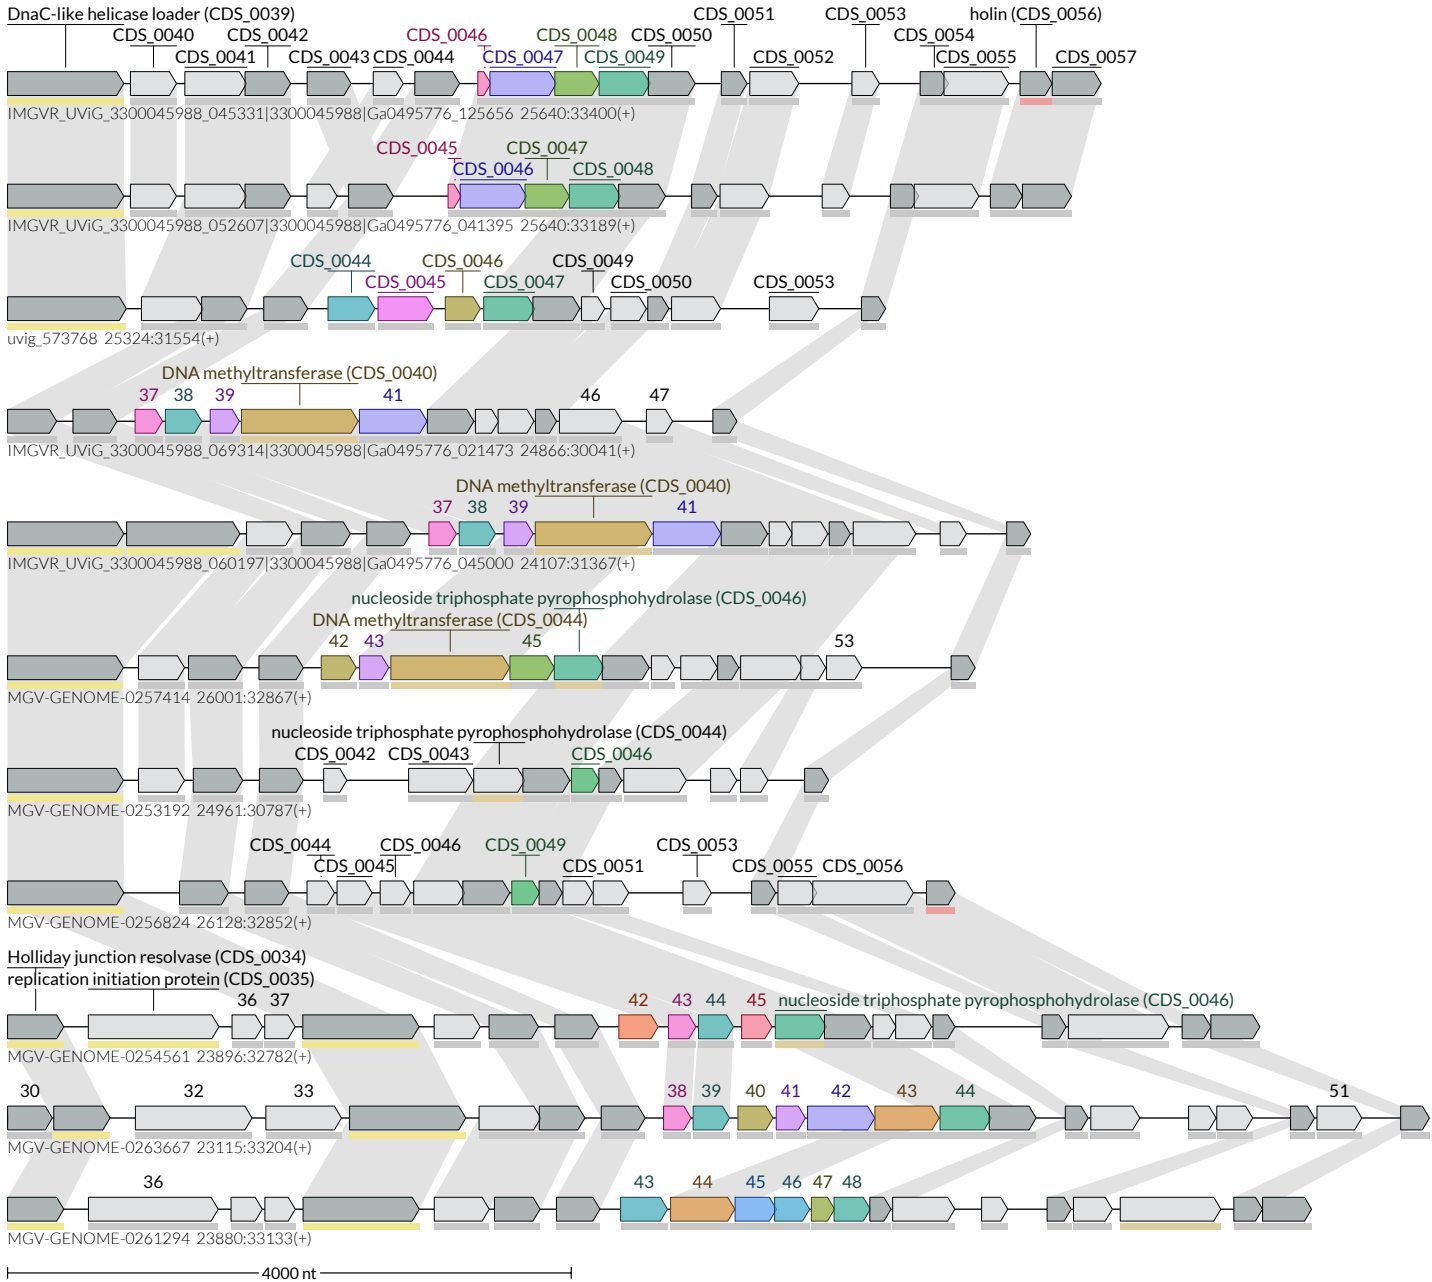 DnaC-like helicase loader (CDS_0039) CDS_0051 CDS_0053 holin (CDS_0056)
CDS_0040 CDS_0042 CDS_0046 CDS_0048 CDS_0050 CDS_0054
CDS_0041 CDS_0043 CDS_0044 CDS_0047 CDS_0049 CDS_0052 CDS_0055 CDS_0057
IMGVR_UViG_3300045988_045331|3300045988|Ga0495776_125656 25640:33400(+)
CDS_0045 CDS_0047
CDS_0046 CDS_0048
IMGVR_UViG_3300045988_052607|3300045988|Ga0495776_041395 25640:33189(+)
CDS_0044 CDS_0046 CDS_0049
CDS_0045 CDS_0047 CDS_0050 CDS_0053
uvig_573768 25324:31554(+)
DNA methyltransferase (CDS_0040)
37 38 39 41 46 47
IMGVR_UViG_3300045988_069314|3300045988|Ga0495776_021473 24866:30041(+)
DNA methyltransferase (CDS_0040)
37 38 39 41
IMGVR_UViG_3300045988_060197|3300045988|Ga0495776_045000 24107:31367(+)
nucleoside triphosphate pyrophosphohydrolase (CDS_0046)
DNA methyltransferase (CDS_0044)
42 43 45 53
MGV-GENOME-0257414 26001:32867(+)
nucleoside triphosphate pyrophosphohydrolase (CDS_0044)
CDS_0042 CDS_0043 CDS_0046
MGV-GENOME-0253192 24961:30787(+)
CDS_0044 CDS_0046 CDS_0049 CDS_0053
CDS_0045 CDS_0051 CDS_0055 CDS_0056
MGV-GENOME-0256824 26128:32852(+)
Holliday junction resolvase (CDS_0034)
replication initiation protein (CDS_0035)
36 37 42 43 44 45 nucleoside triphosphate pyrophosphohydrolase (CDS_0046)
MGV-GENOME-0254561 23896:32782(+)
30 32 33 38 39 40 41 42 43 44 51
MGV-GENOME-0263667 23115:33204(+)
36 43 44 45 46 47 48
MGV-GENOME-0261294 23880:33133(+)
4000 nt